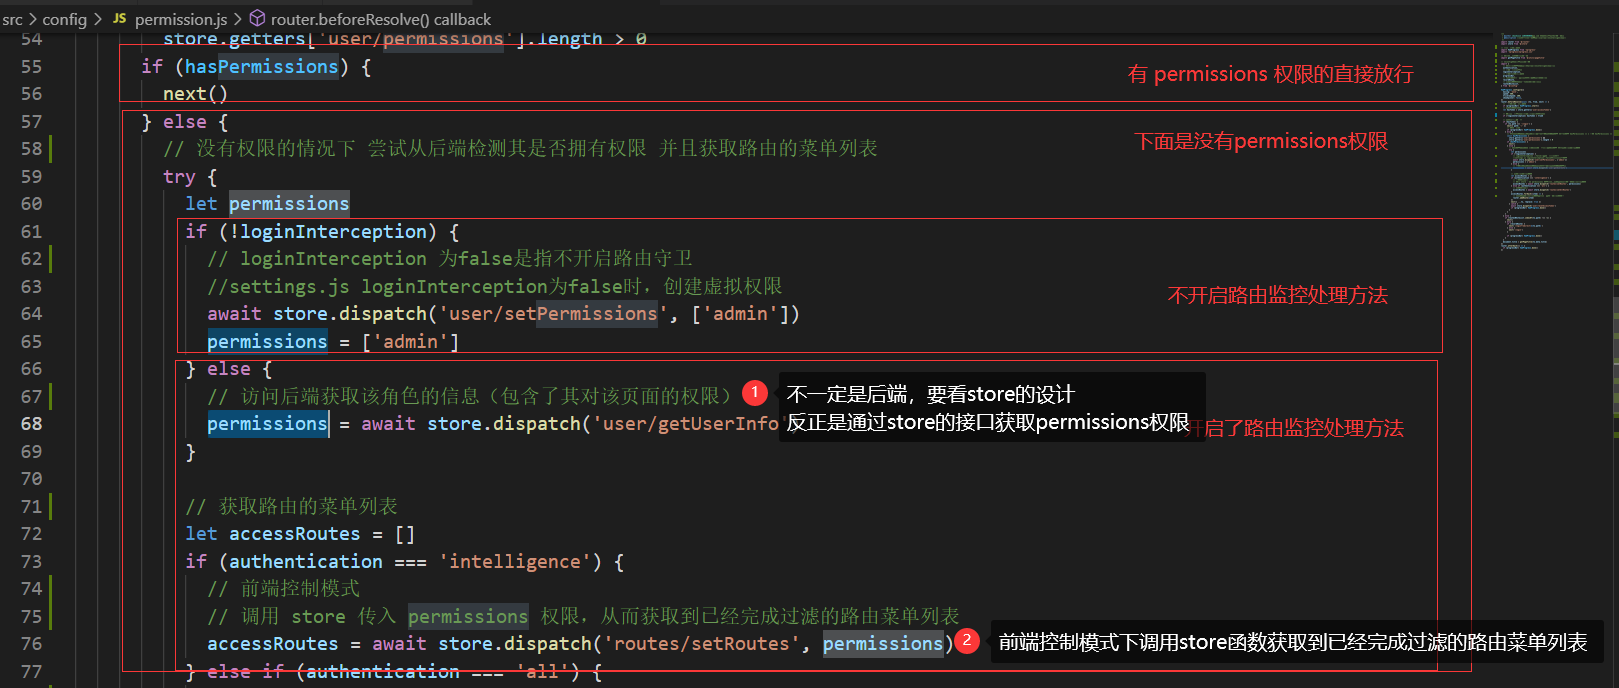 src > config > JS permission.js > router.beforeResolve() callback
54 store.getters['user/permissions'].length > 0
55 if (hasPermissions) {
有 permissions 权限的直接放行
56 next()
57 } else {
下面是没有permissions权限
58 // 没有权限的情况下 尝试从后端检测其是否拥有权限 并且获取路由的菜单列表
59 try {
60 let permissions
61 if (!loginInterception) {
62 // loginInterception 为false是指不开启路由守卫
63 //settings.js loginInterception为false时，创建虚拟权限
不开启路由监控处理方法
64 await store.dispatch('user/setPermissions', ['admin'])
65 permissions = ['admin']
66 } else {
67 // 访问后端获取该角色的信息（包含了其对该页面的权限）
1 不一定是后端，要看store的设计
反正是通过store的接口获取permissions权限
68 permissions = await store.dispatch('user/getUserInfo
开启了路由监控处理方法
69 }
70
71 // 获取路由的菜单列表
72 let accessRoutes = []
73 if (authentication === 'intelligence') {
74 // 前端控制模式
75 // 调用 store 传入 permissions 权限，从而获取到已经完成过滤的路由菜单列表
76 accessRoutes = await store.dispatch('routes/setRoutes', permissions)
2 前端控制模式下调用store函数获取到已经完成过滤的路由菜单列表
77 } else if (authentication === 'all') {